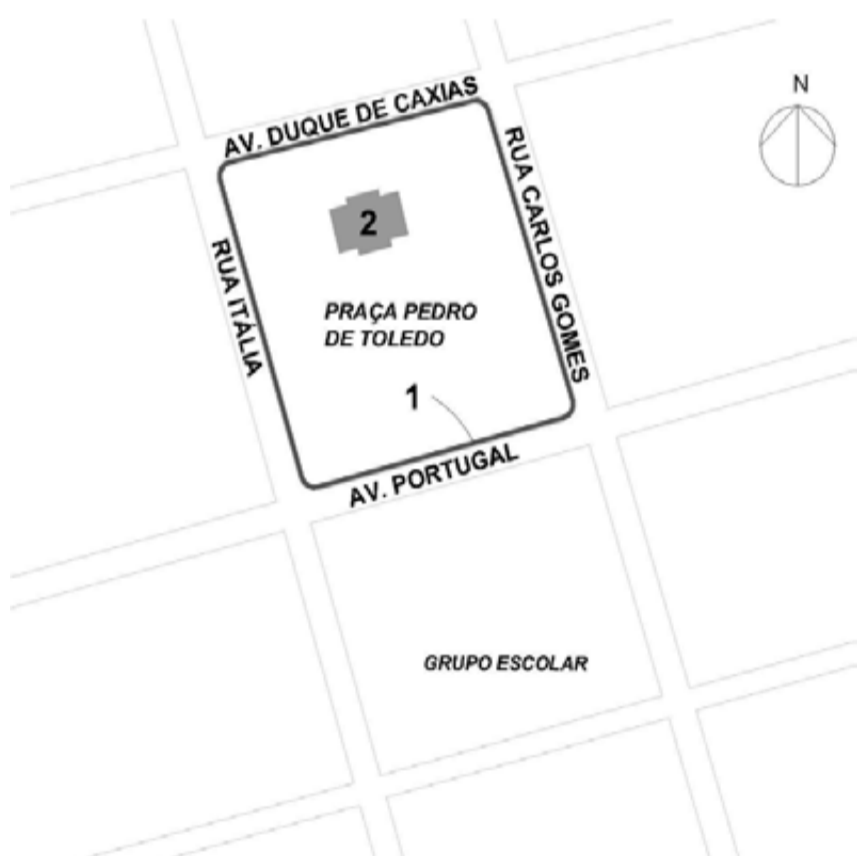 N
AV. DUQUE DE CAXIAS
RUA CARLOS GOMES
2
RUA ITÁLIA
PRAÇA PEDRO
DE TOLEDO
1
AV. PORTUGAL
GRUPO ESCOLAR